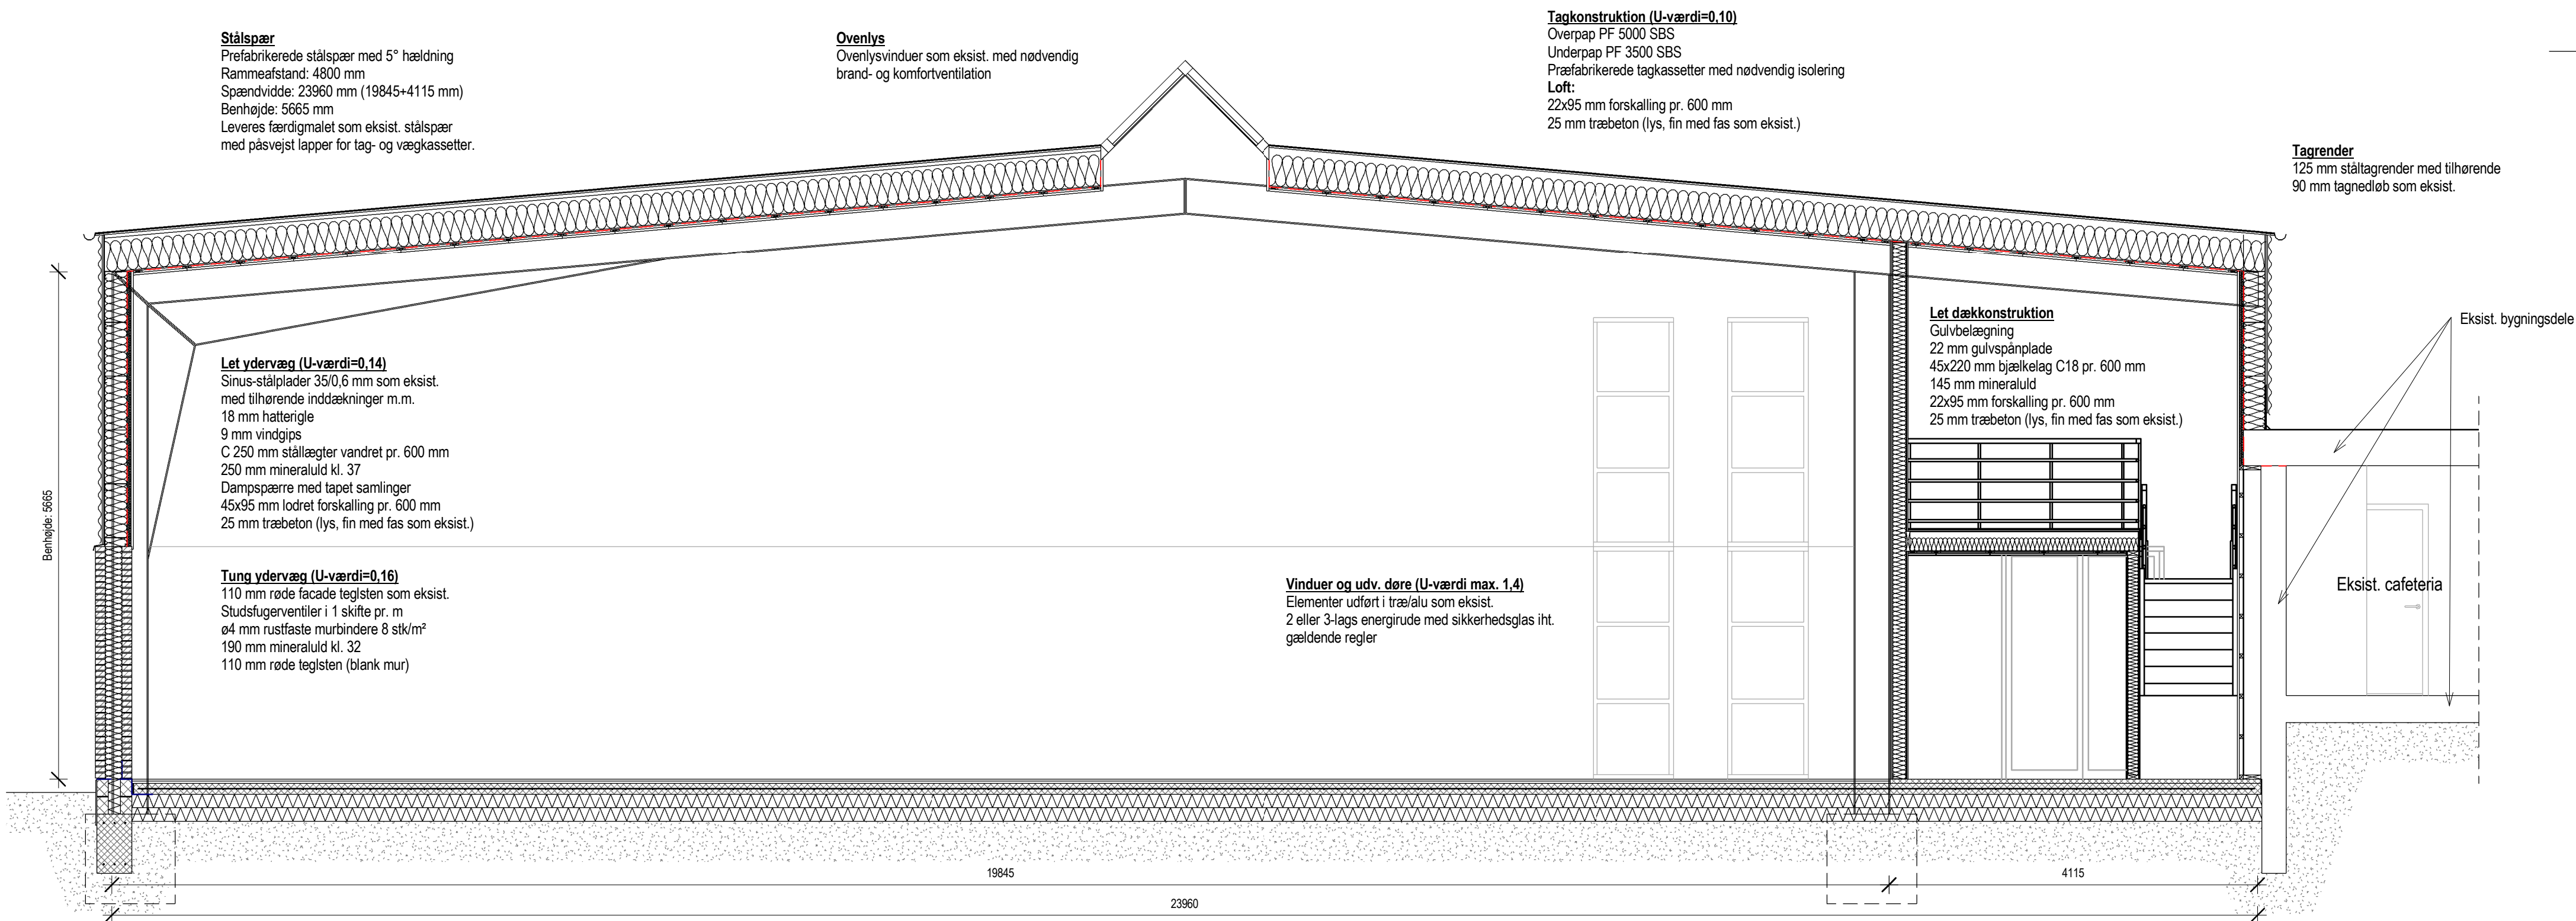 Stålspær
Prefabrikerede stålspær med 5° hældning
Rammeafstand: 4800 mm
Spændvidde: 23960 mm (19845+4115 mm)
Benhøjde: 5665 mm
Leveres færdigmalet som eksist. stålspær
med påsvejst lapper for tag- og vægkassetter.
Ovenlys
Ovenlysvinduer som eksist. med nødvendig
brand- og komfortventilation
Tagkonstruktion (U-værdi=0,10)
Overpap PF 5000 SBS
Underpap PF 3500 SBS
Præfabrikerede tagkassetter med nødvendig isolering
Loft:
22x95 mm forskalling pr. 600 mm
25 mm træbeton (lys, fin med fas som eksist.)
Tagrender
125 mm ståltagrender med tilhørende
90 mm tagnedløb som eksist.
Let dækkonstruktion
Gulvbelægning
22 mm gulvspånplade
45x220 mm bjælkelag C18 pr. 600 mm
145 mm mineraluld
22x95 mm forskalling pr. 600 mm
25 mm træbeton (lys, fin med fas som eksist.)
Eksist. bygningsdele
Let ydervæg (U-værdi=0,14)
Sinus-stålplader 35/0,6 mm som eksist.
med tilhørende inddækninger m.m.
18 mm hatterigle
9 mm vindgips
C 250 mm stållægter vandret pr. 600 mm
250 mm mineraluld kl. 37
Dampspærre med tapet samlinger
45x95 mm lodret forskalling pr. 600 mm
25 mm træbeton (lys, fin med fas som eksist.)
Benhøjde: 5665
Tung ydervæg (U-værdi=0,16)
110 mm røde facade teglsten som eksist.
Studsfugerventiler i 1 skifte pr. m
ø4 mm rustfaste murbindere 8 stk/m²
190 mm mineraluld kl. 32
110 mm røde teglsten (blank mur)
Vinduer og udv. døre (U-værdi max. 1,4)
Elementer udført i træ/alu som eksist.
2 eller 3-lags energirude med sikkerhedsglas iht.
gældende regler
Eksist. cafeteria
19845
4115
23960